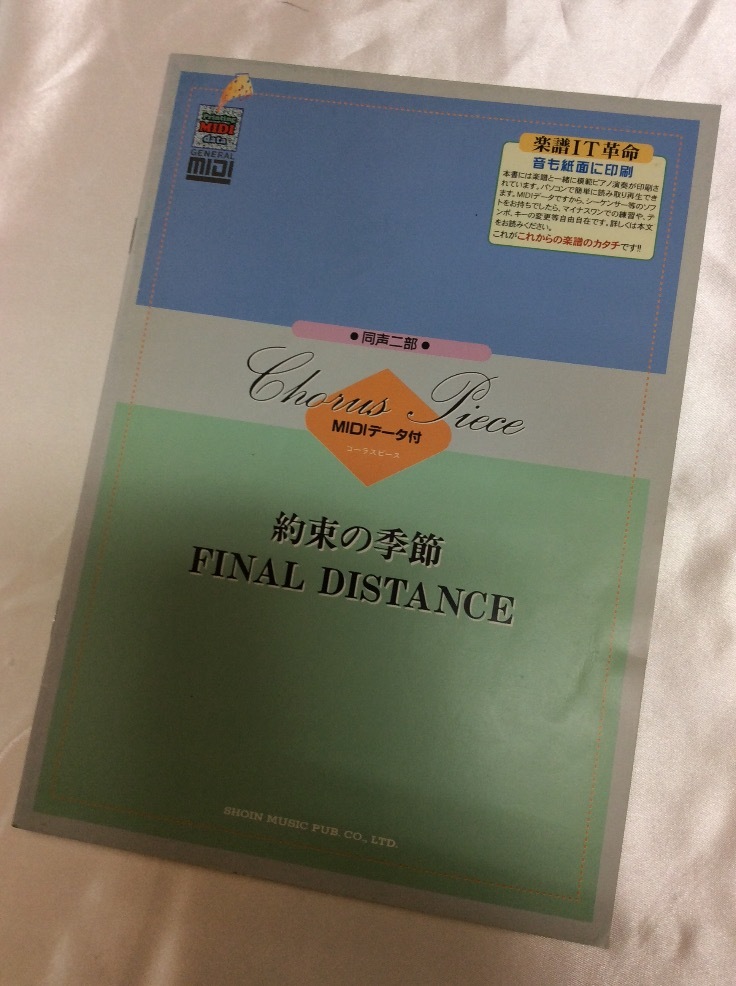 Printing
MIDI
data
GENERAL
MIDI
楽譜IT革命
音も紙面に印刷
本書には楽譜と一緒に模範ピアノ演奏が印刷さ
れています。パソコンで簡単に読み取り再生でき
ます。MIDIデータですから、シーケンサー等のソフ
トをお持ちでしたら、マイナスワンでの練習や、テ
ンポ、キーの変更等自由自在です。詳しくは本文
をお読みください。
これがこれからの楽譜のカタチです!!
●同声二部●
Chorus Piece
MIDIデータ付
コーラスピース
約束の季節
FINAL DISTANCE
SHOIN MUSIC PUB. CO., LTD.